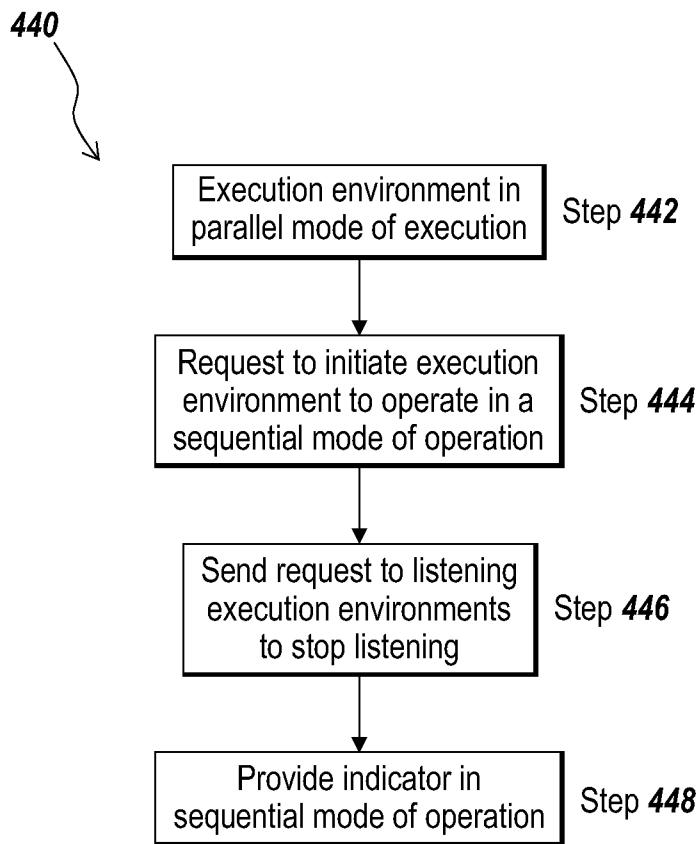 440
Execution environment in
parallel mode of execution
Step 442
Request to initiate execution
environment to operate in a
sequential mode of operation
Step 444
Send request to listening
execution environments
to stop listening
Step 446
Provide indicator in
sequential mode of operation
Step 448